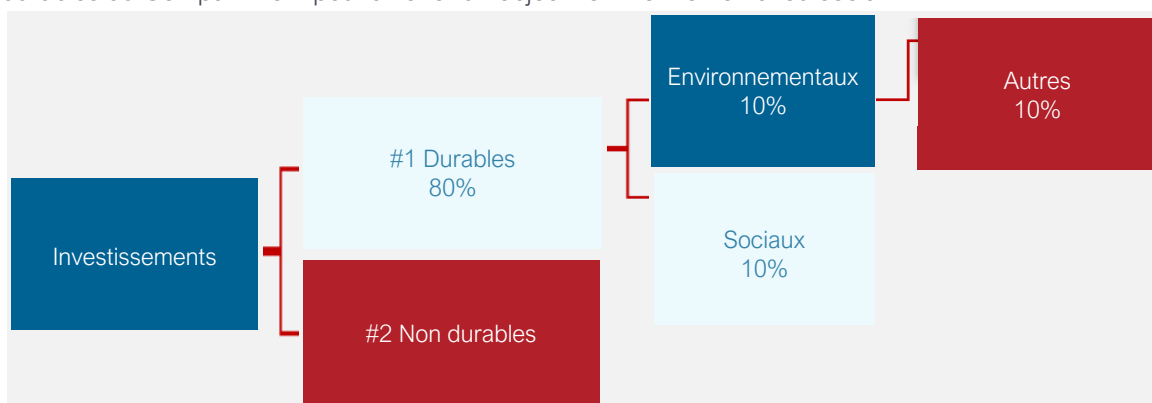 Environnementaux
10%
Autres
10%
#1 Durables
80%
Sociaux
10%
Investissements
#2 Non durables